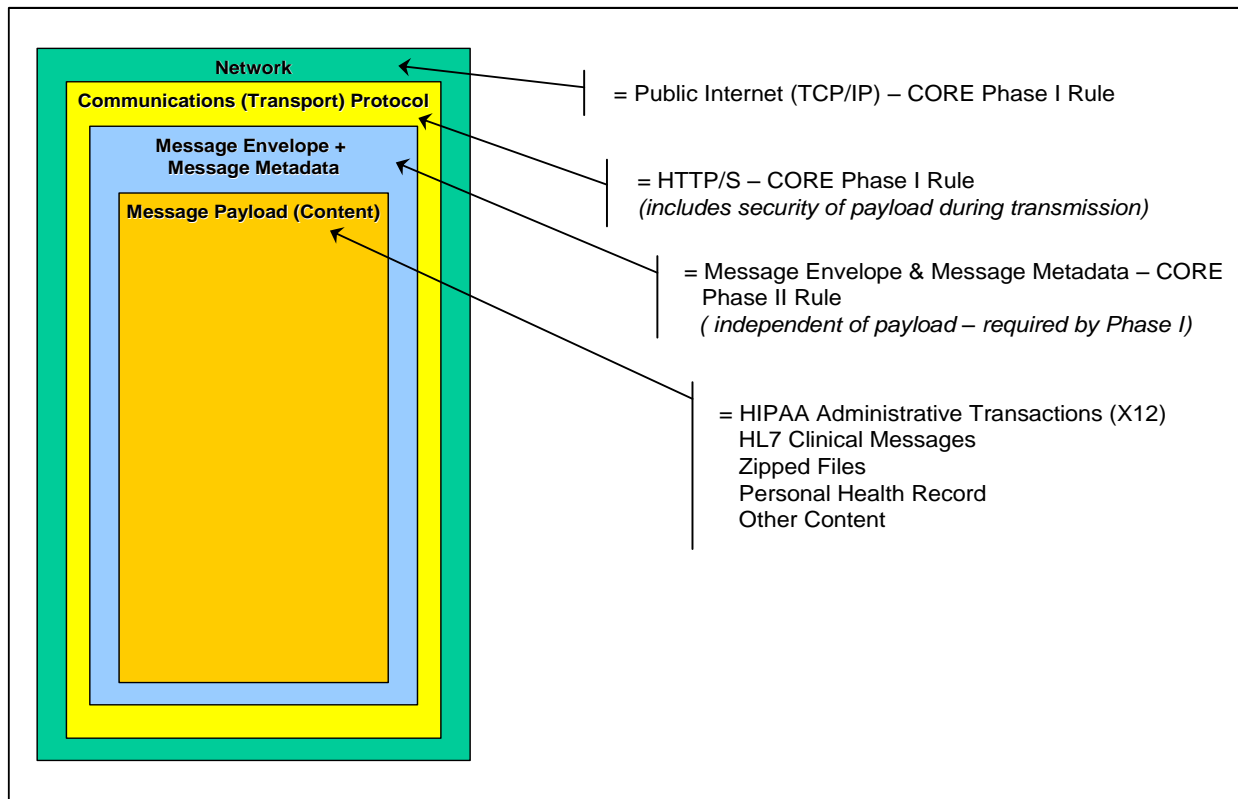 Network
Communications (Transport) Protocol
Message Envelope +
Message Metadata
Message Payload (Content)
= Public Internet (TCP/IP) – CORE Phase I Rule
= HTTP/S – CORE Phase I Rule
(includes security of payload during transmission)
= Message Envelope & Message Metadata – CORE
Phase II Rule
( independent of payload – required by Phase I)
= HIPAA Administrative Transactions (X12)
HL7 Clinical Messages
Zipped Files
Personal Health Record
Other Content